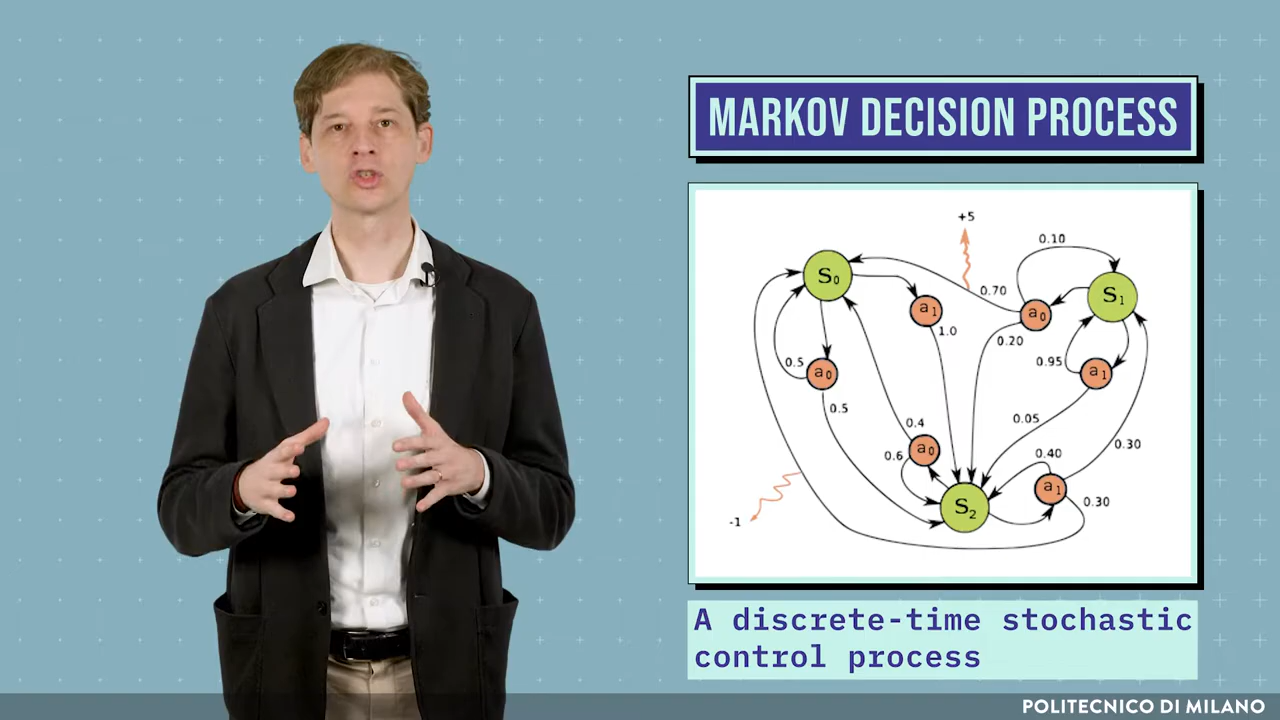 MARKOV DECISION PROCESS
+5
0.10
S₀
0.70
S₁
a₁
a₀
1.0
0.20
0.95
0.5
a₀
a₁
0.5
0.05
0.4
a₀
0.6
0.40
0.30
a₁
S₂
0.30
-1
A discrete-time stochastic
control process
POLITECNICO DI MILANO